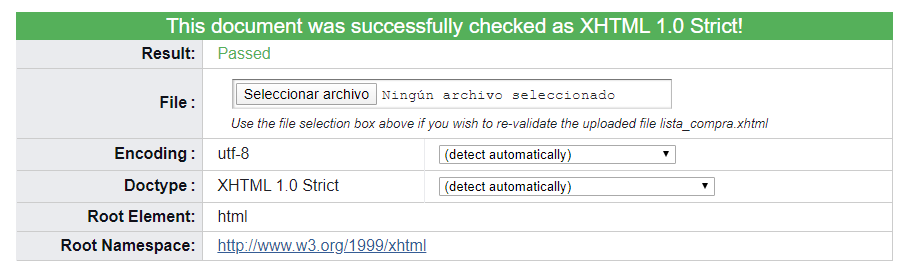 This document was successfully checked as XHTML 1.0 Strict!
Result: Passed
File : Seleccionar archivo Ningún archivo seleccionado
Use the file selection box above if you wish to re-validate the uploaded file lista_compra.xhtml
Encoding : utf-8 (detect automatically)
Doctype : XHTML 1.0 Strict (detect automatically)
Root Element: html
Root Namespace: http://www.w3.org/1999/xhtml